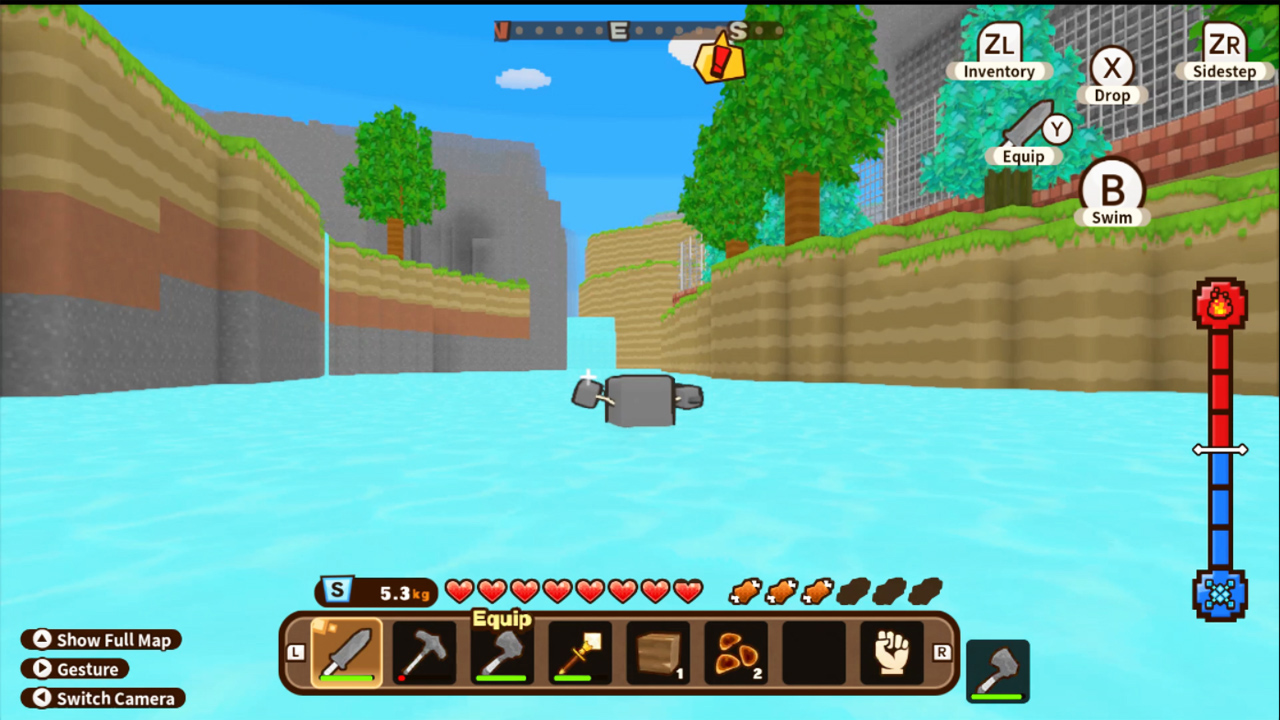 N E S
ZL
Inventory
X
Drop
ZR
Sidestep
Y
Equip
B
Swim
S 5.3kg
Equip
L
1
2
R
Show Full Map
Gesture
Switch Camera